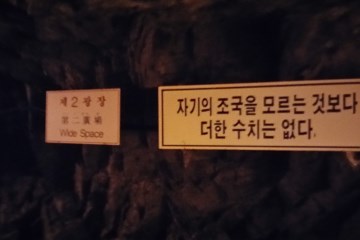 제 2 광 장
第 二 廣 場
Wide Space
자기의 조국을 모르는 것보다
더한 수치는 없다.